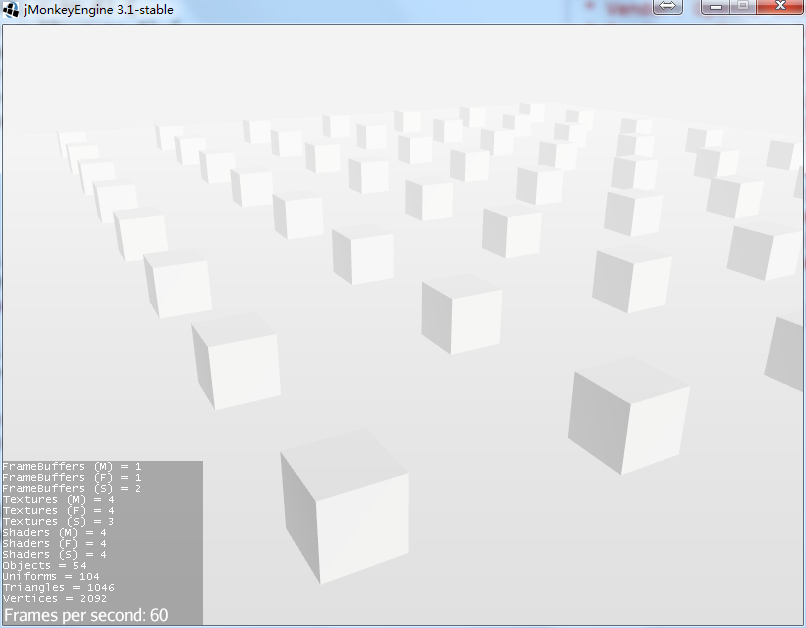 jMonkeyEngine 3.1-stable
FrameBuffers (M) = 1
FrameBuffers (F) = 1
FrameBuffers (S) = 2
Textures (M) = 4
Textures (F) = 4
Textures (S) = 3
Shaders (M) = 4
Shaders (F) = 4
Shaders (S) = 4
Objects = 54
Uniforms = 104
Triangles = 1046
Vertices = 2092
Frames per second: 60